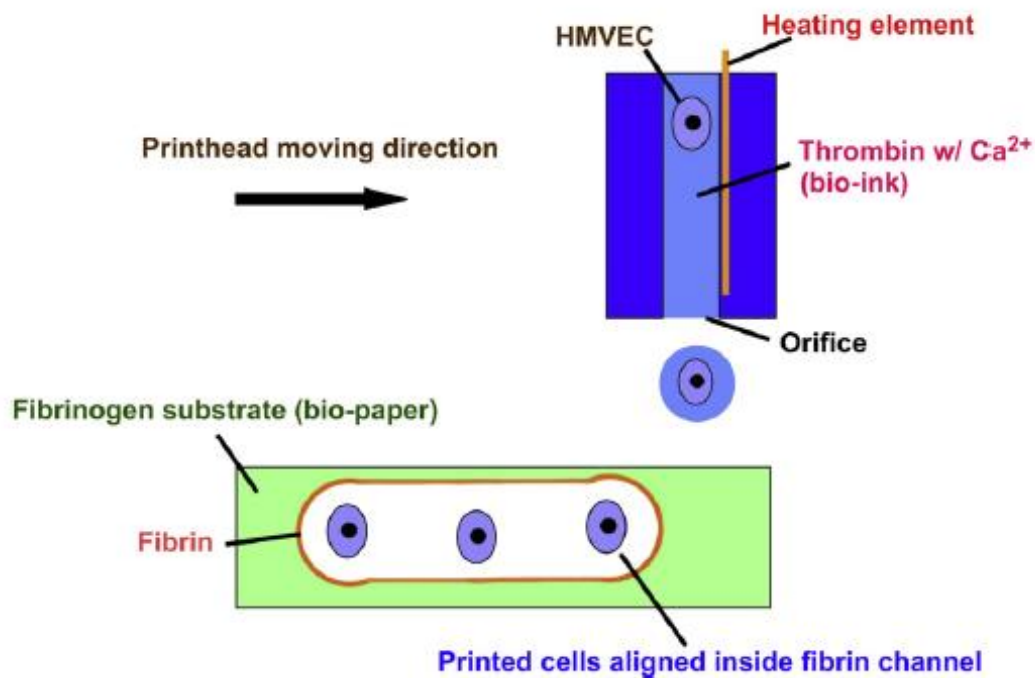 HMVEC
Heating element
Printhead moving direction
Thrombin w/ Ca²⁺
(bio-ink)
Orifice
Fibrinogen substrate (bio-paper)
Fibrin
Printed cells aligned inside fibrin channel